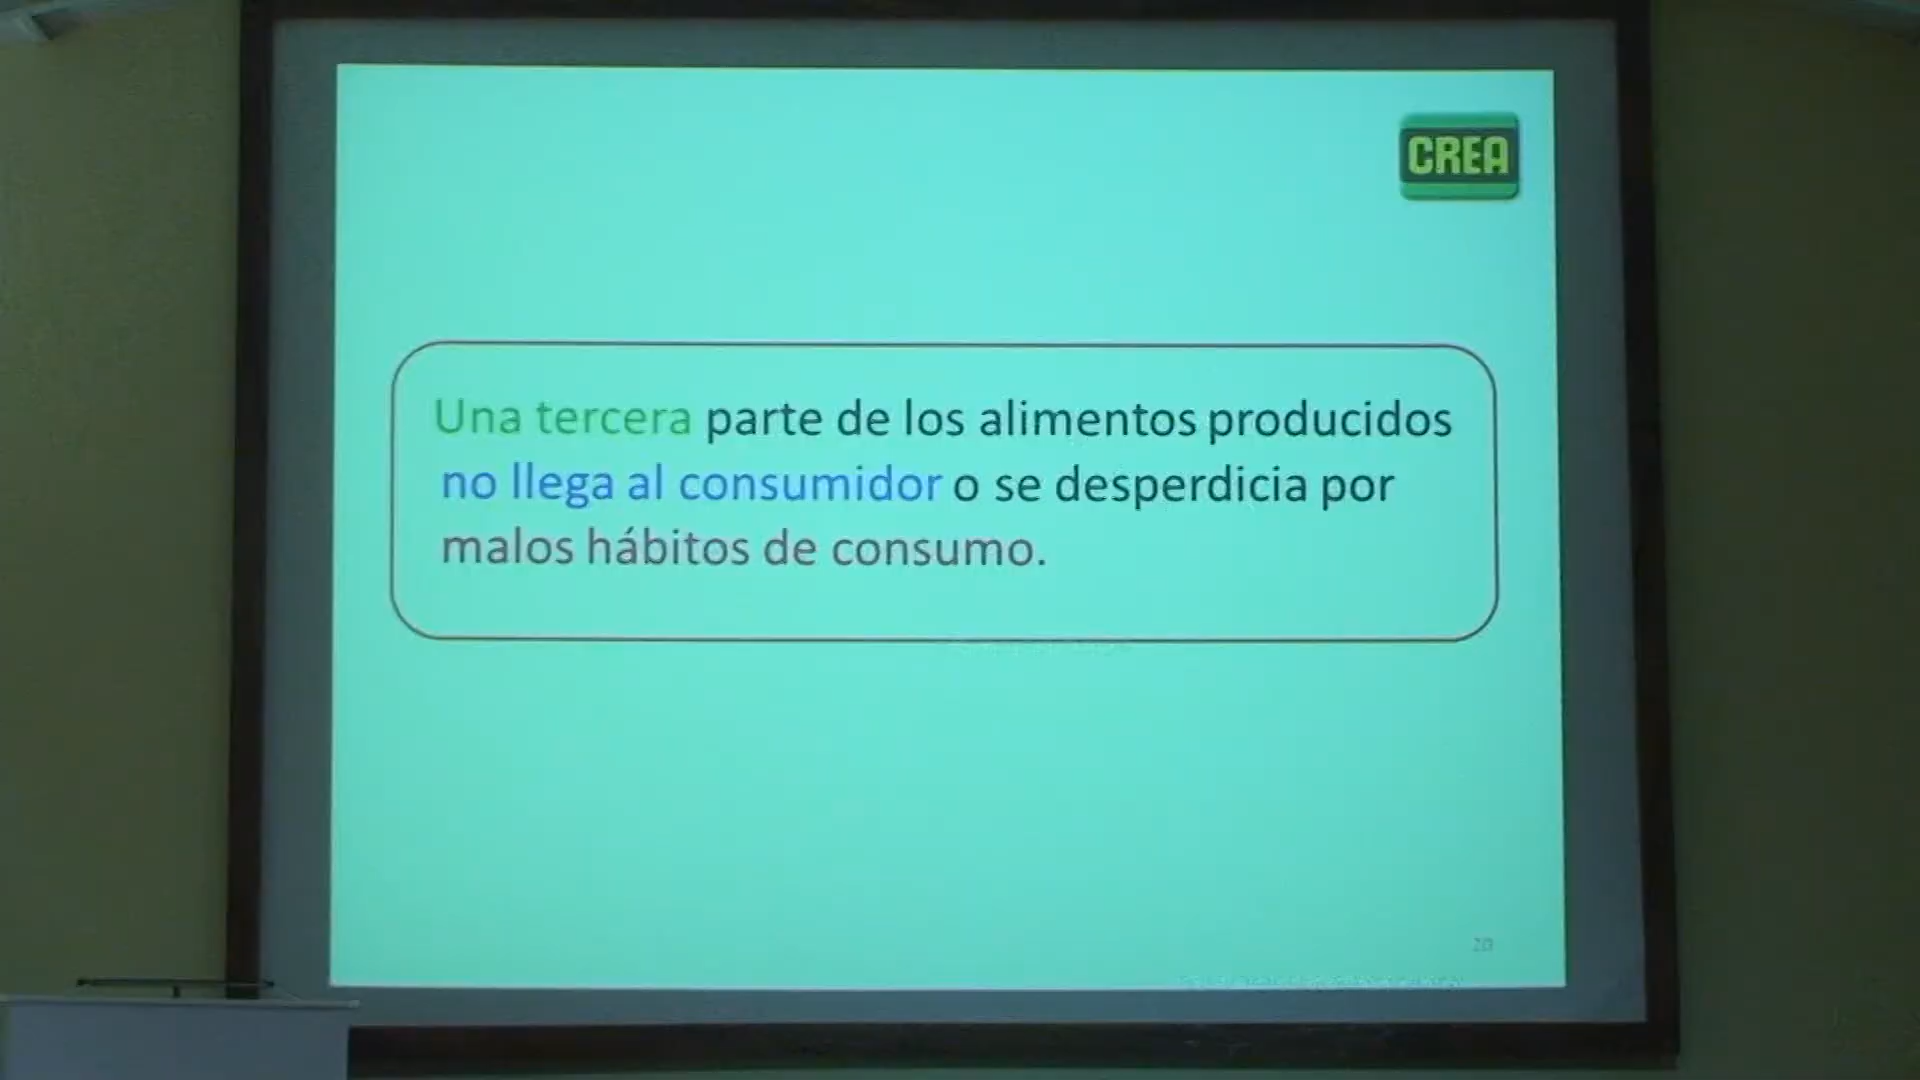 CREA
Una tercera parte de los alimentos producidos
no llega al consumidor o se desperdicia por
malos hábitos de consumo.
20